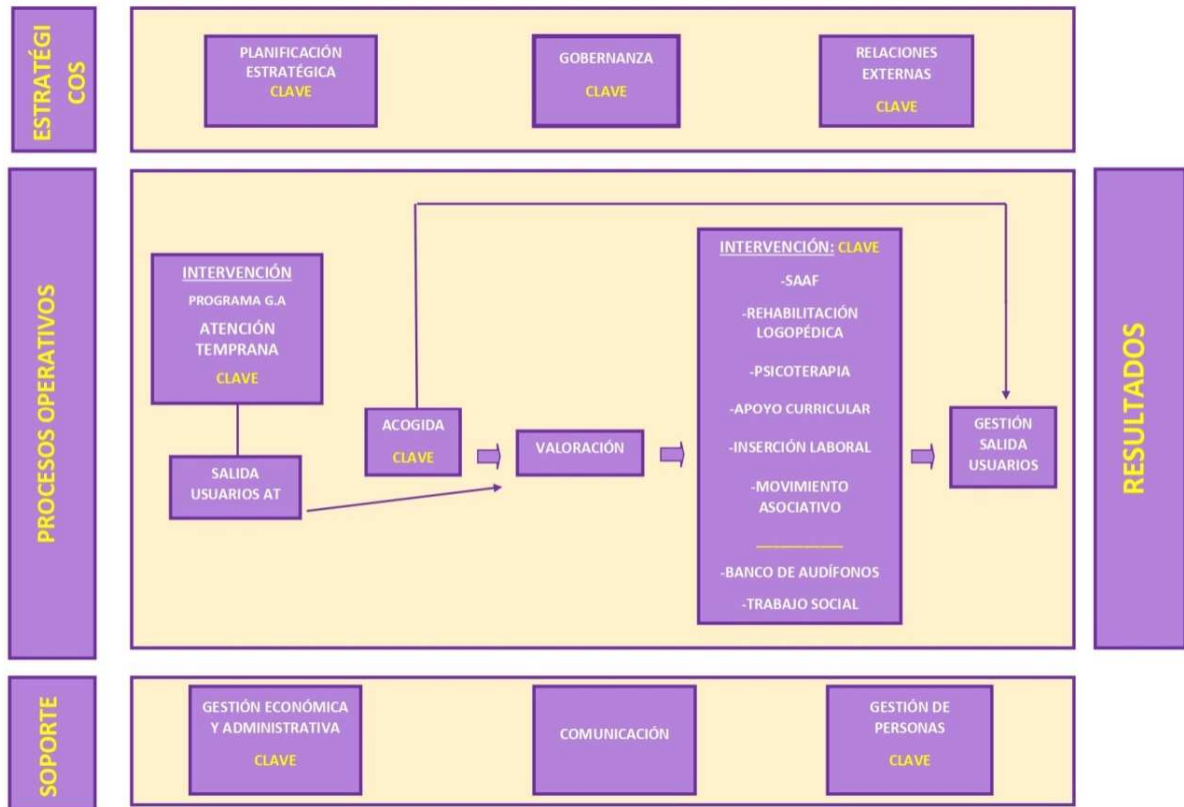 ESTRATÉGI
COS
PLANIFICACIÓN
ESTRATÉGICA
CLAVE
GOBERNANZA
CLAVE
RELACIONES
EXTERNAS
CLAVE
PROCESOS OPERATIVOS
INTERVENCIÓN
PROGRAMA G.A
ATENCIÓN
TEMPRANA
CLAVE
SALIDA
USUARIOS AT
ACOGIDA
CLAVE
VALORACIÓN
INTERVENCIÓN: CLAVE
-SAAF
-REHABILITACIÓN
LOGOPÉDICA
-PSICOTERAPIA
-APOYO CURRICULAR
-INSERCIÓN LABORAL
-MOVIMIENTO
ASOCIATIVO
-BANCO DE AUDÍFONOS
-TRABAJO SOCIAL
GESTIÓN
SALIDA
USUARIOS
RESULTADOS
SOPORTE
GESTIÓN ECONÓMICA
Y ADMINISTRATIVA
CLAVE
COMUNICACIÓN
GESTIÓN DE
PERSONAS
CLAVE